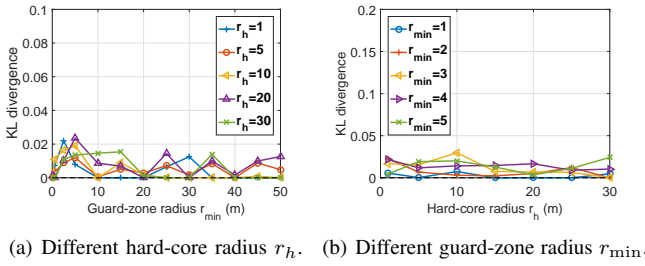 0.1
0.08
0.06
0.04
0.02
0
KL divergence
r_h=1
r_h=5
r_h=10
r_h=20
r_h=30
0 10 20 30 40 50
Guard-zone radius r_min (m)
(a) Different hard-core radius r_h.
0.2
0.15
0.1
0.05
0
KL divergence
r_min=1
r_min=2
r_min=3
r_min=4
r_min=5
0 10 20 30
Hard-core radius r_h (m)
(b) Different guard-zone radius r_min.